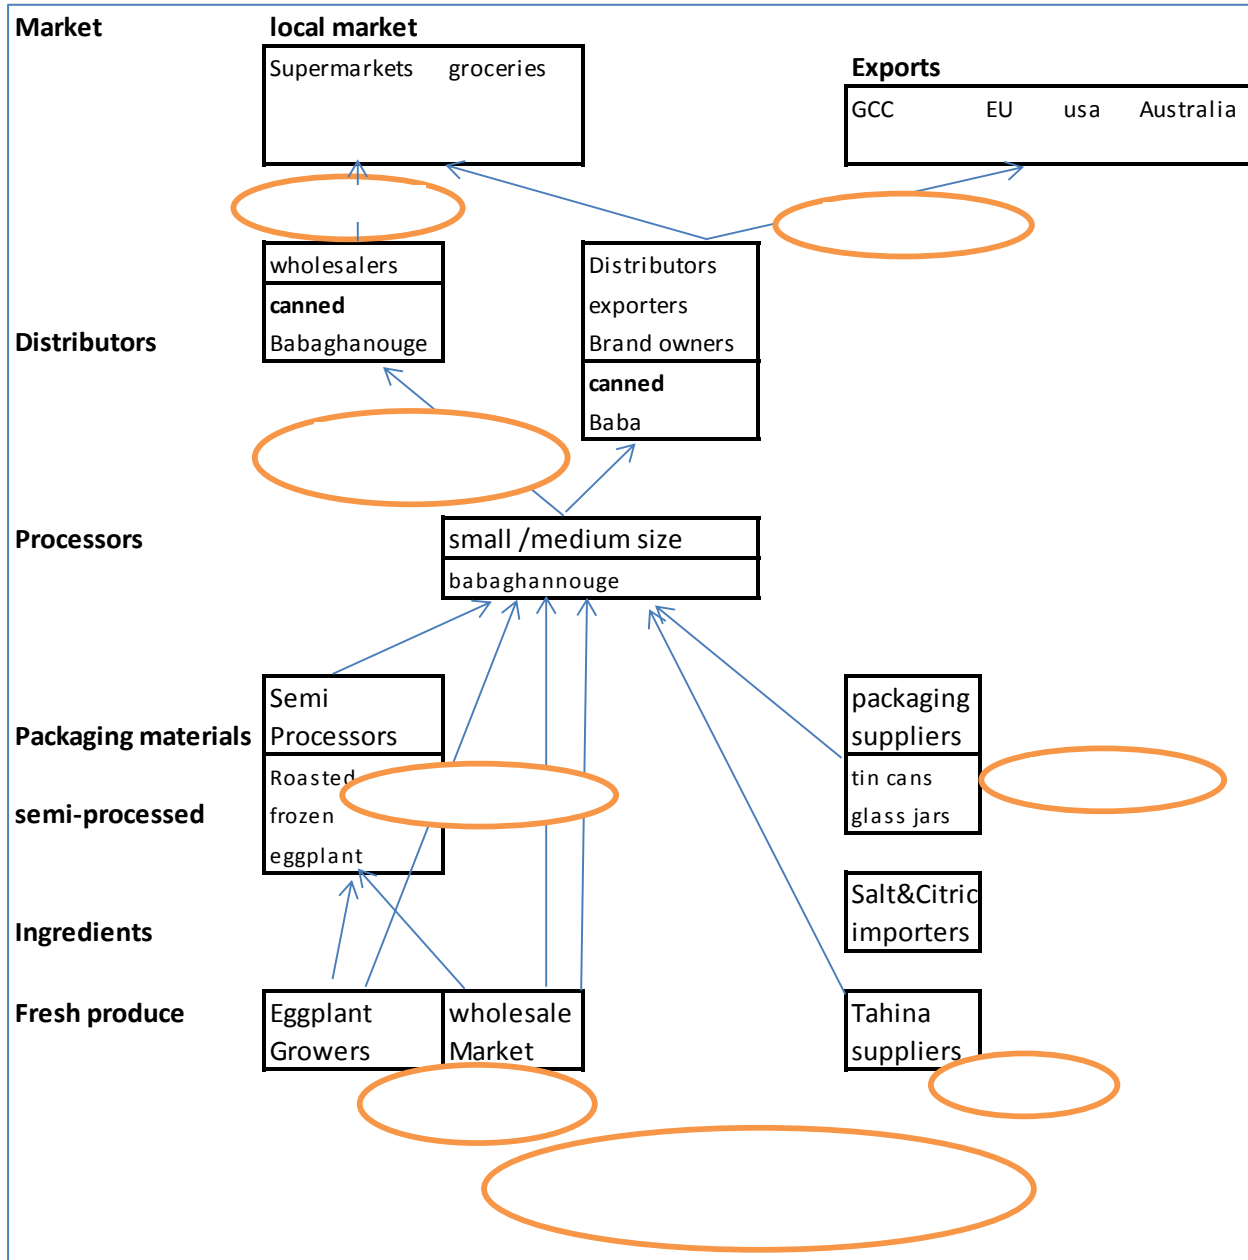 Market
local market
Supermarkets groceries
Exports
GCC EU usa Australia
wholesalers
canned
Babaghanouge
Distributors
Distributors
exporters
Brand owners
canned
Baba
Processors
small /medium size
babaghannouge
Packaging materials
semi-processed
Semi
Processors
Roasted
frozen
eggplant
packaging
suppliers
tin cans
glass jars
Ingredients
Salt&Citric
importers
Fresh produce
Eggplant
Growers
wholesale
Market
Tahina
suppliers